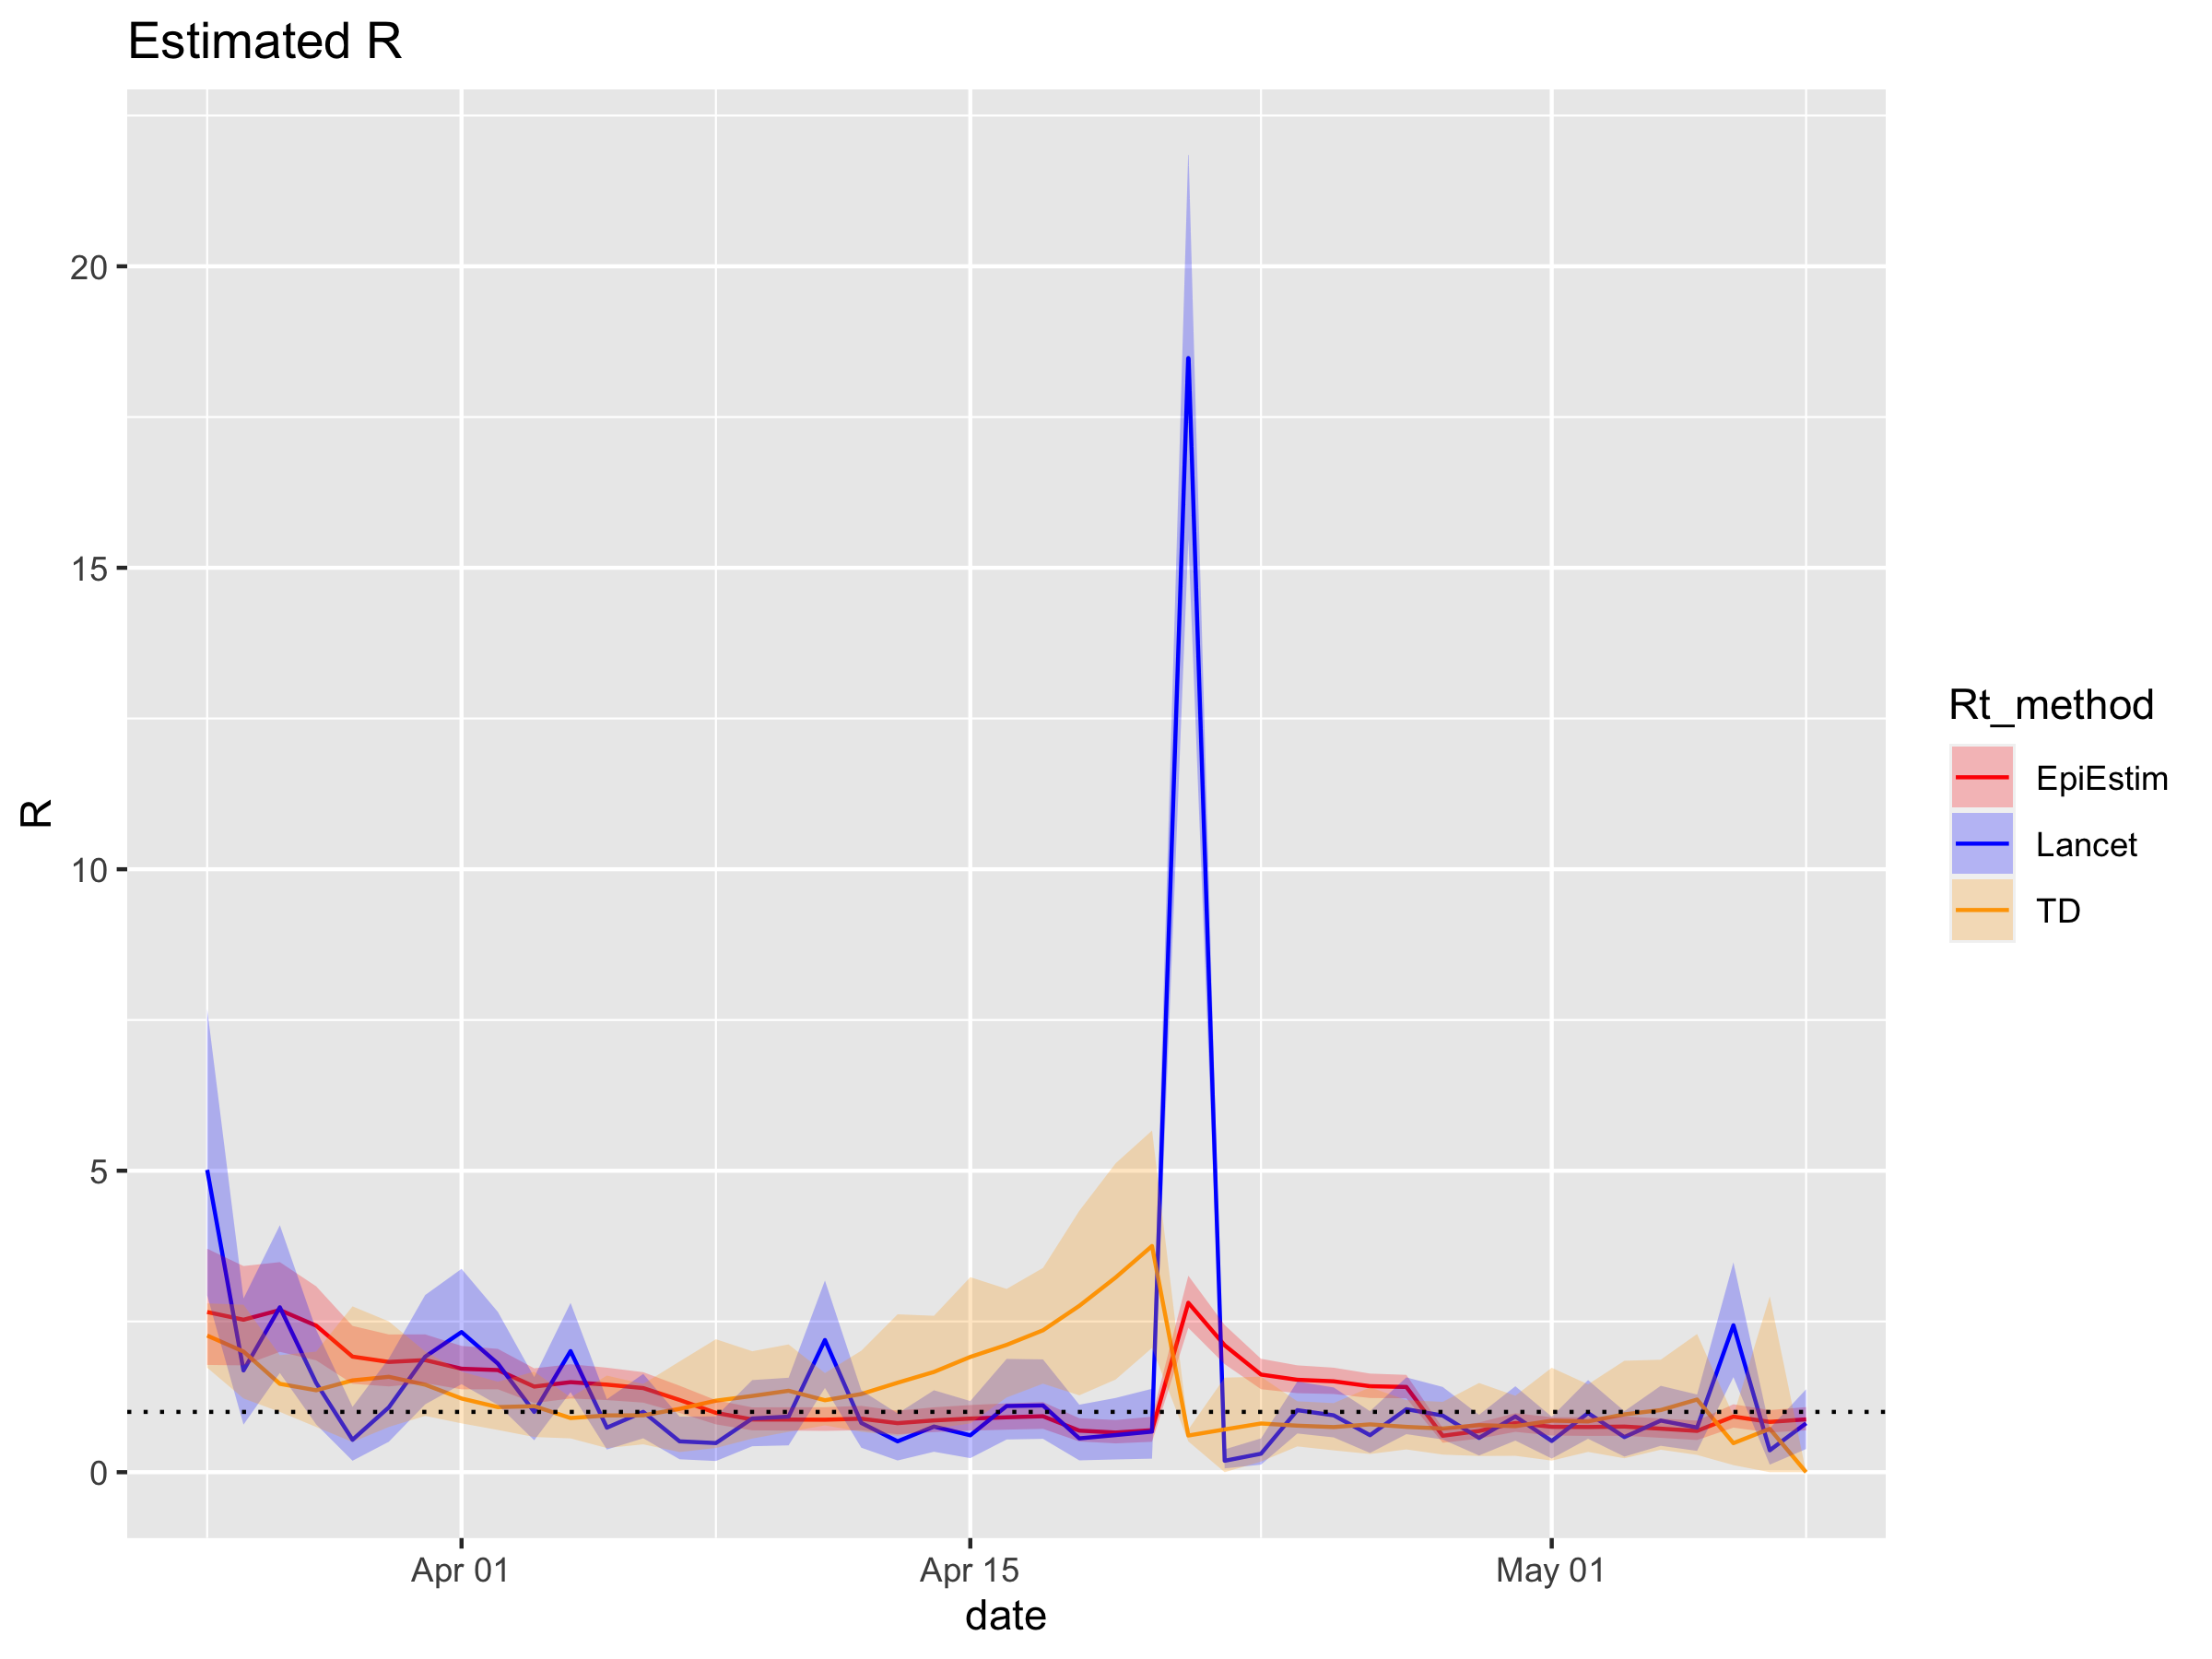 Estimated R
20
15
10
5
0
R
Apr 01
Apr 15
May 01
date
Rt_method
EpiEstim
Lancet
TD